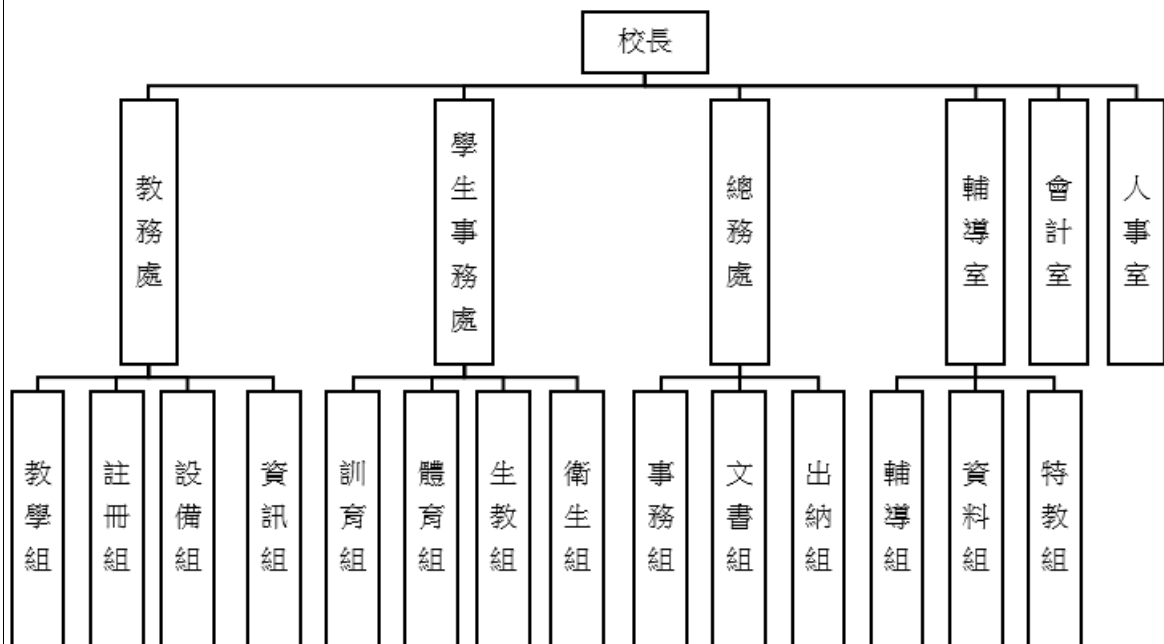 校長
教務處
學生事務處
總務處
輔導室
會計室
人事室
教學組
註冊組
設備組
資訊組
訓育組
體育組
生教組
衛生組
事務組
文書組
出納組
輔導組
資料組
特教組